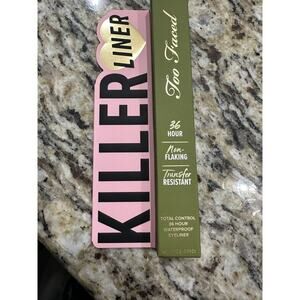 KILLER
LINER
Too Faced
36
HOUR
Non-
FLAKING
Transfer
RESISTANT
TOTAL CONTROL
36 HOUR
WATERPROOF
EYELINER